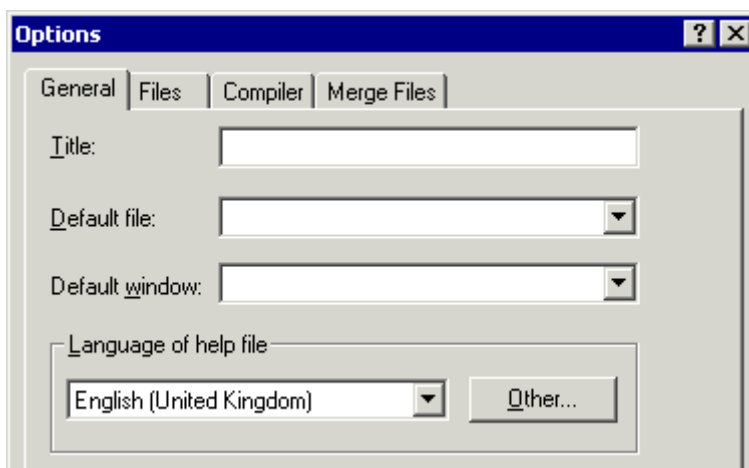 Options
General Files Compiler Merge Files
Title:
Default file:
Default window:
Language of help file
English (United Kingdom) Other...